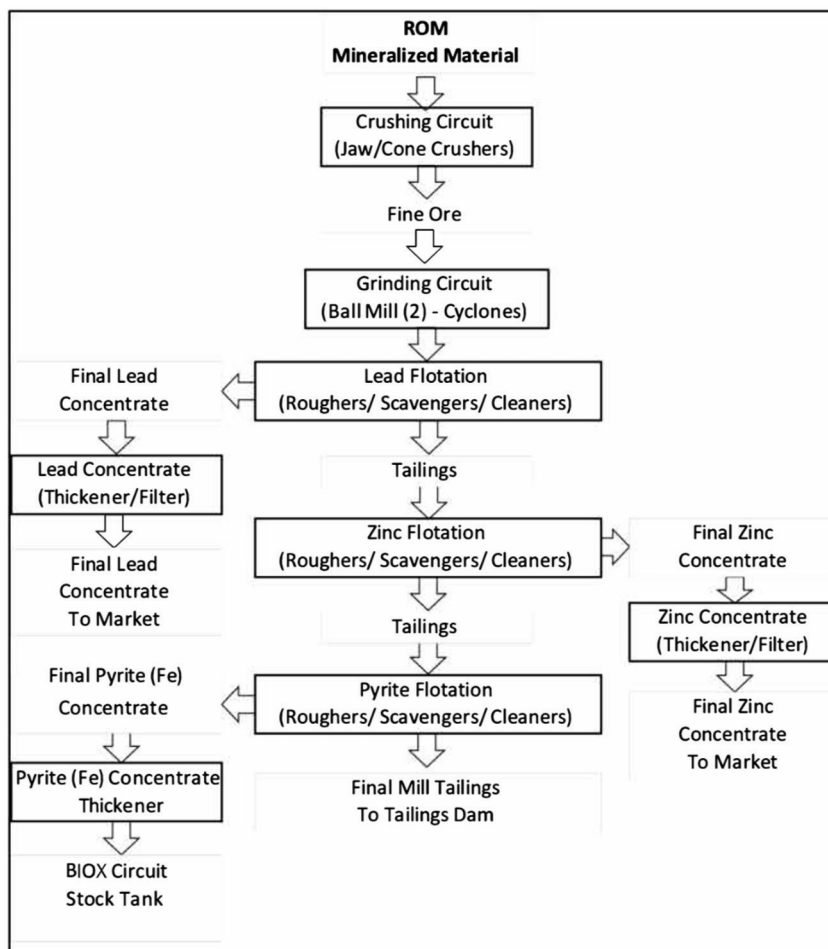 ROM
Mineralized Material
Crushing Circuit
(Jaw/Cone Crushers)
Fine Ore
Grinding Circuit
(Ball Mill (2) - Cyclones)
Final Lead
Concentrate
Lead Flotation
(Roughers/ Scavengers/ Cleaners)
Lead Concentrate
(Thickener/Filter)
Tailings
Final Lead
Concentrate
To Market
Zinc Flotation
(Roughers/ Scavengers/ Cleaners)
Final Zinc
Concentrate
Tailings
Zinc Concentrate
(Thickener/Filter)
Final Pyrite (Fe)
Concentrate
Pyrite Flotation
(Roughers/ Scavengers/ Cleaners)
Final Zinc
Concentrate
To Market
Pyrite (Fe) Concentrate
Thickener
Final Mill Tailings
To Tailings Dam
BIOX Circuit
Stock Tank